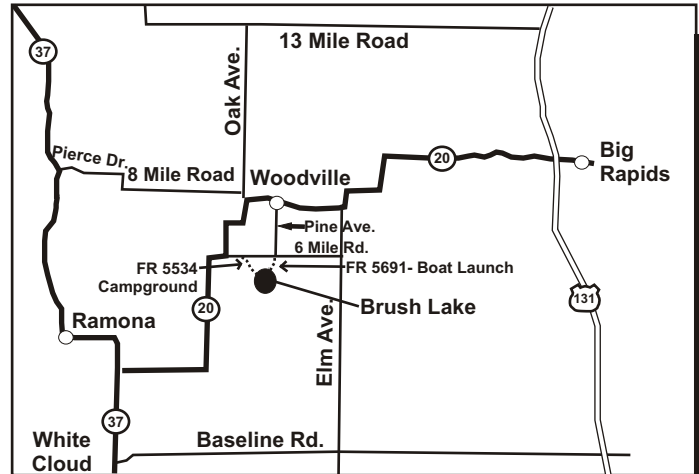 37
13 Mile Road
Oak Ave.
Pierce Dr.
8 Mile Road
Woodville
20
Big
Rapids
Pine Ave.
6 Mile Rd.
FR 5534
Campground
FR 5691- Boat Launch
Brush Lake
20
131
Ramona
Elm Ave.
37
White
Cloud
Baseline Rd.